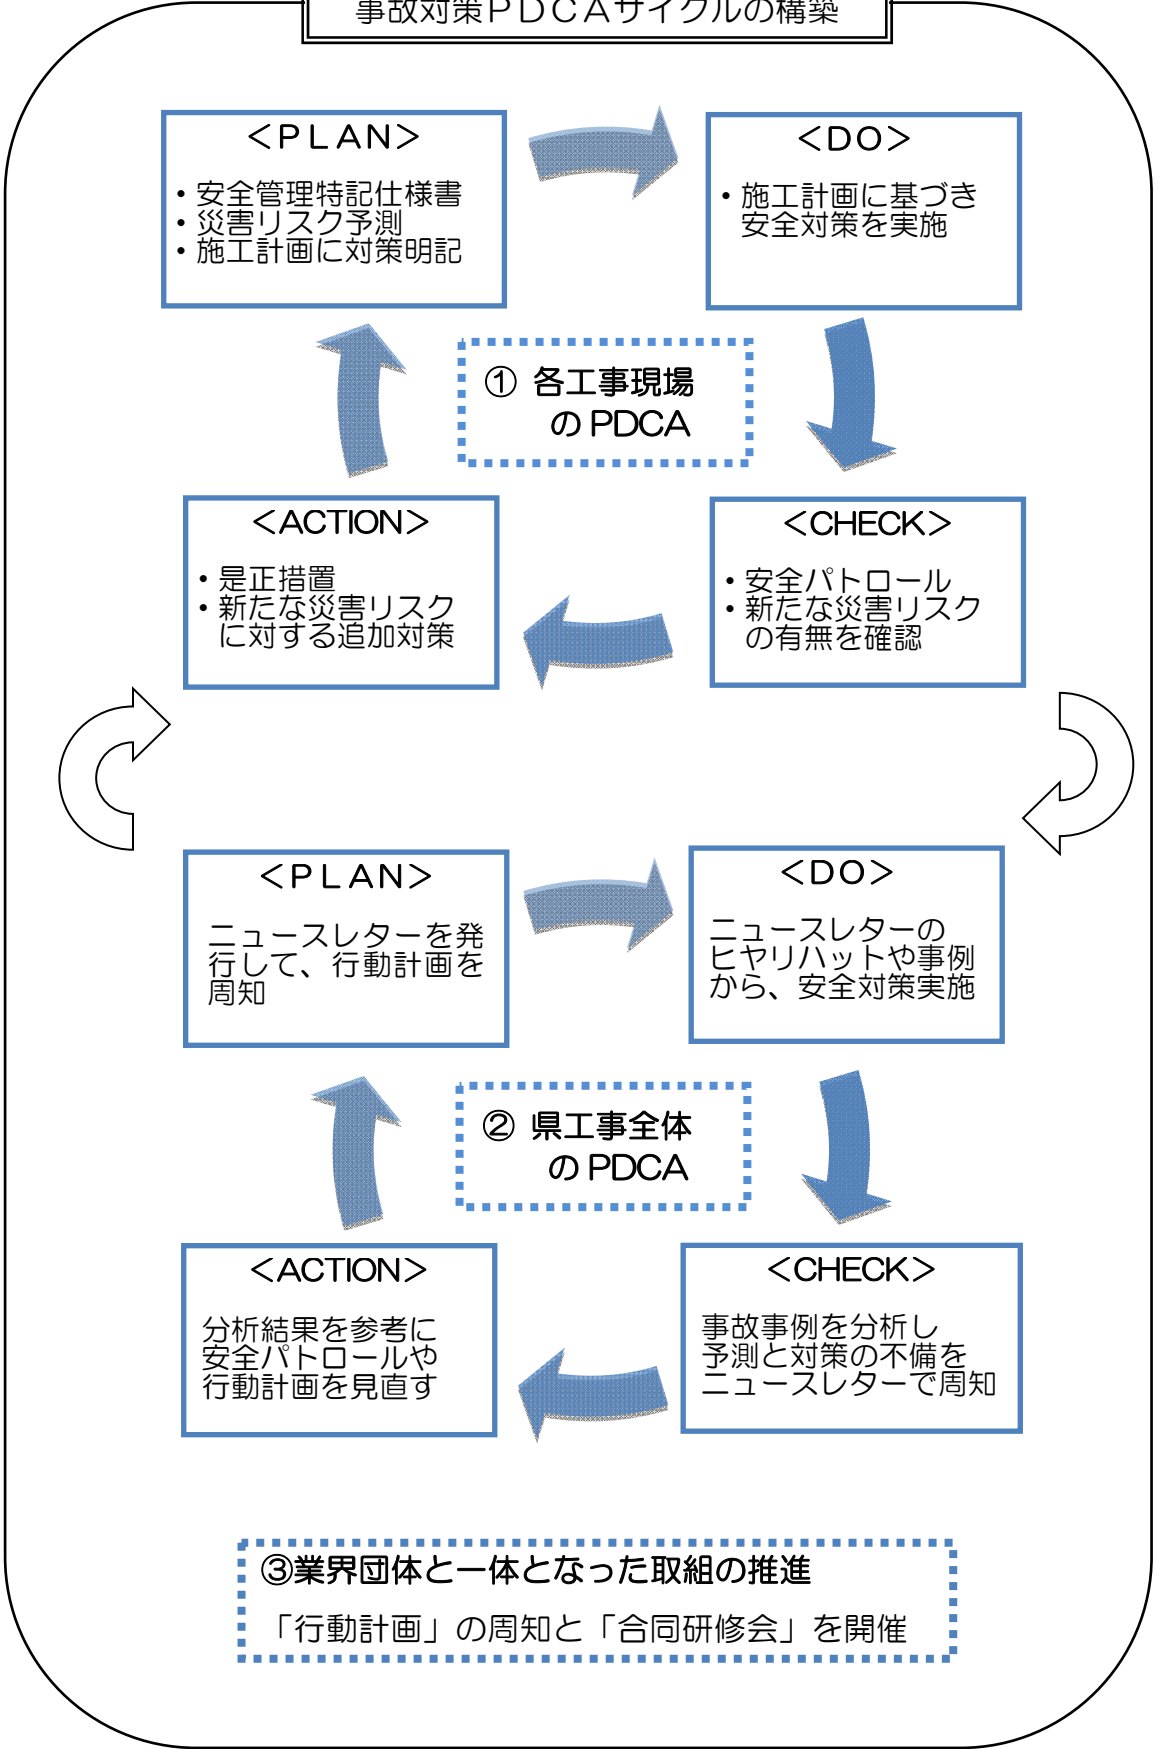 事故対策ＰＤＣＡサイクルの構築
＜ＰＬＡＮ＞
・安全管理特記仕様書
・災害リスク予測
・施工計画に対策明記
＜ＤＯ＞
・施工計画に基づき
安全対策を実施
① 各工事現場
のPDCA
＜ACTION＞
・是正措置
・新たな災害リスク
に対する追加対策
＜CHECK＞
・安全パトロール
・新たな災害リスク
の有無を確認
＜ＰＬＡＮ＞
ニュースレターを発
行して、行動計画を
周知
＜ＤＯ＞
ニュースレターの
ヒヤリハットや事例
から、安全対策実施
② 県工事全体
のPDCA
＜ACTION＞
分析結果を参考に
安全パトロールや
行動計画を見直す
＜CHECK＞
事故事例を分析し
予測と対策の不備を
ニュースレターで周知
③業界団体と一体となった取組の推進
「行動計画」の周知と「合同研修会」を開催